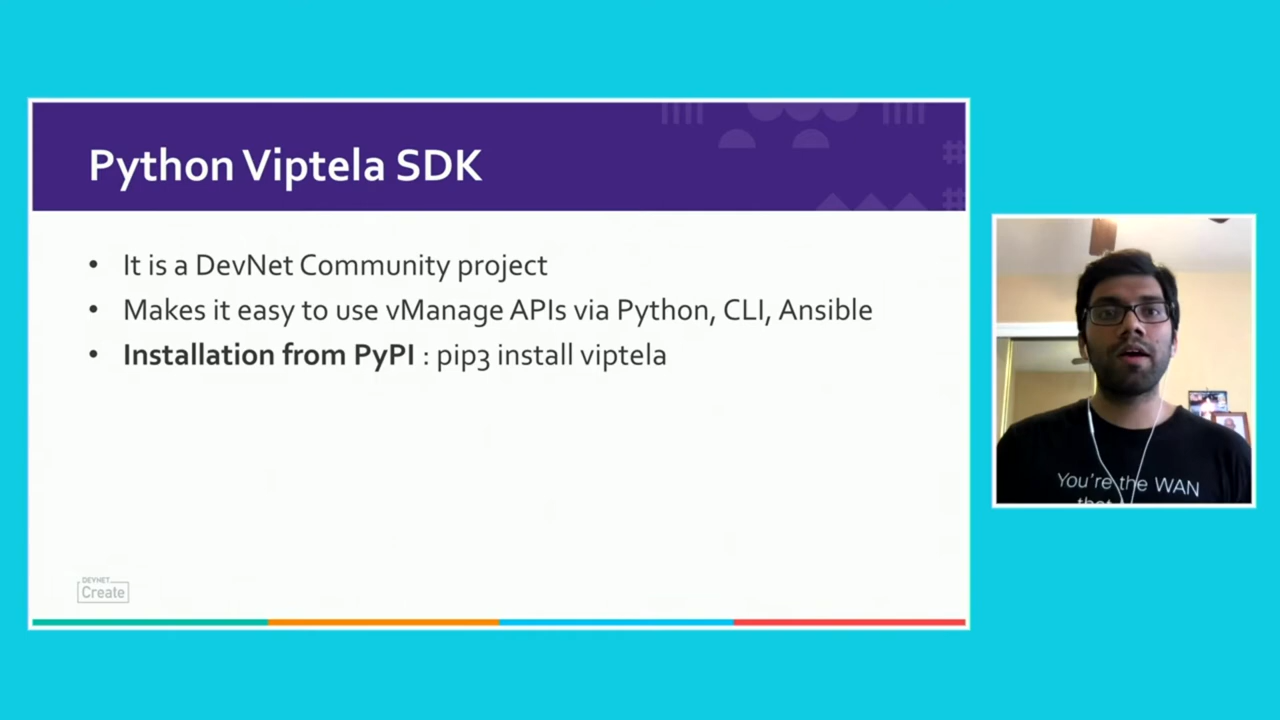 Python Viptela SDK
• It is a DevNet Community project
• Makes it easy to use vManage APIs via Python, CLI, Ansible
• Installation from PyPI : pip3 install viptela
DEVNET
Create
You're the WAN
that